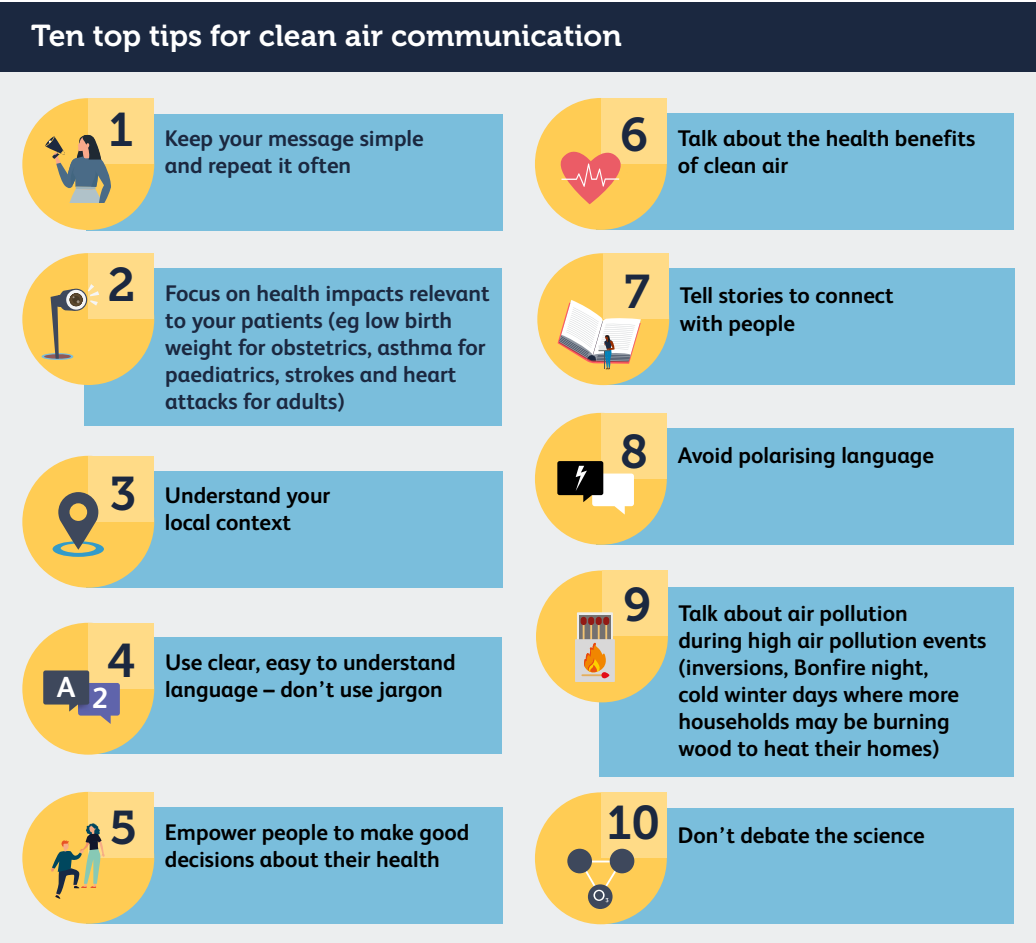 Ten top tips for clean air communication
1
Keep your message simple
and repeat it often
2
Focus on health impacts relevant
to your patients (eg low birth
weight for obstetrics, asthma for
paediatrics, strokes and heart
attacks for adults)
3
Understand your
local context
4
A
2
Use clear, easy to understand
language – don’t use jargon
5
Empower people to make good
decisions about their health
6
Talk about the health benefits
of clean air
7
Tell stories to connect
with people
8
Avoid polarising language
9
Talk about air pollution
during high air pollution events
(inversions, Bonfire night,
cold winter days where more
households may be burning
wood to heat their homes)
10
O₃
Don’t debate the science